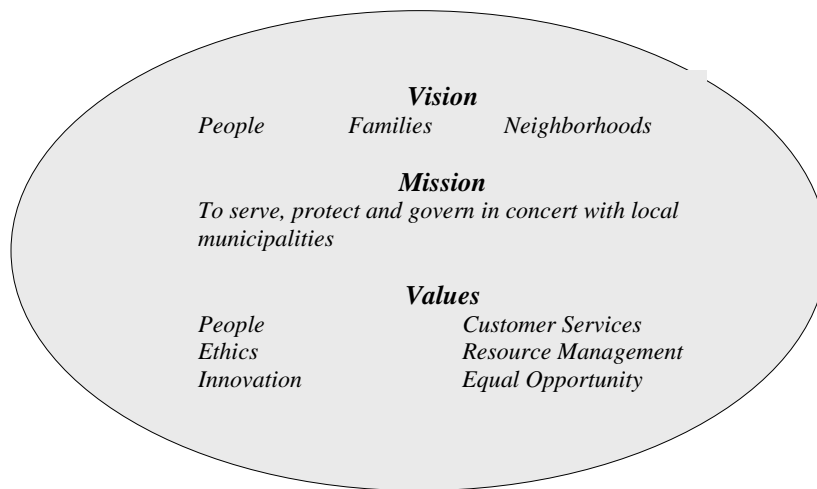 Vision
People Families Neighborhoods
Mission
To serve, protect and govern in concert with local
municipalities
Values
People Customer Services
Ethics Resource Management
Innovation Equal Opportunity